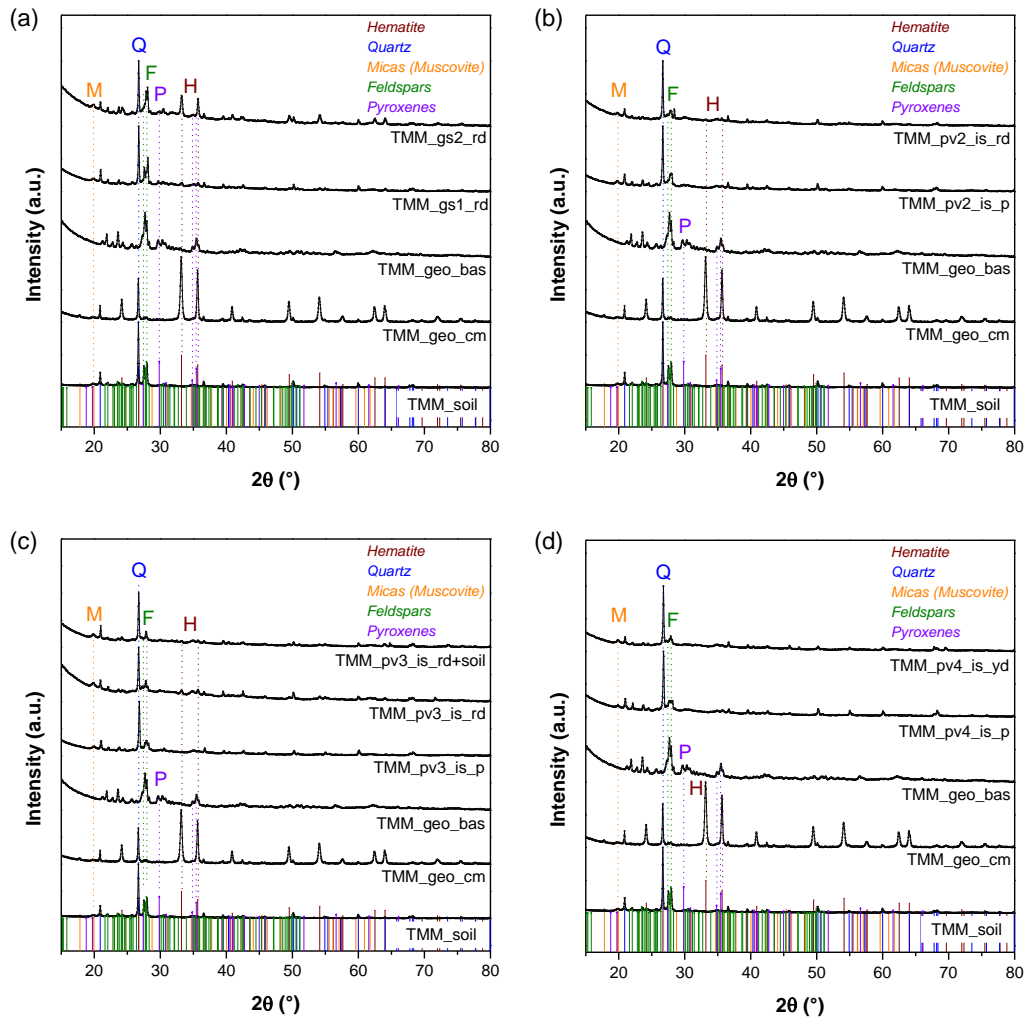 (a)
Hematite
Quartz
Micas (Muscovite)
Feldspars
Pyroxenes
Q
F
M
P
H
TMM_gs2_rd
TMM_gs1_rd
TMM_geo_bas
TMM_geo_cm
TMM_soil
Intensity (a.u.)
20 30 40 50 60 70 80
2θ (°)
(b)
Hematite
Quartz
Micas (Muscovite)
Feldspars
Pyroxenes
Q
M
F
H
P
TMM_pv2_is_rd
TMM_pv2_is_p
TMM_geo_bas
TMM_geo_cm
TMM_soil
Intensity (a.u.)
20 30 40 50 60 70 80
2θ (°)
(c)
Hematite
Quartz
Micas (Muscovite)
Feldspars
Pyroxenes
Q
M
F
H
P
TMM_pv3_is_rd+soil
TMM_pv3_is_rd
TMM_pv3_is_p
TMM_geo_bas
TMM_geo_cm
TMM_soil
Intensity (a.u.)
20 30 40 50 60 70 80
2θ (°)
(d)
Hematite
Quartz
Micas (Muscovite)
Feldspars
Pyroxenes
Q
M
F
P
H
TMM_pv4_is_yd
TMM_pv4_is_p
TMM_geo_bas
TMM_geo_cm
TMM_soil
Intensity (a.u.)
20 30 40 50 60 70 80
2θ (°)